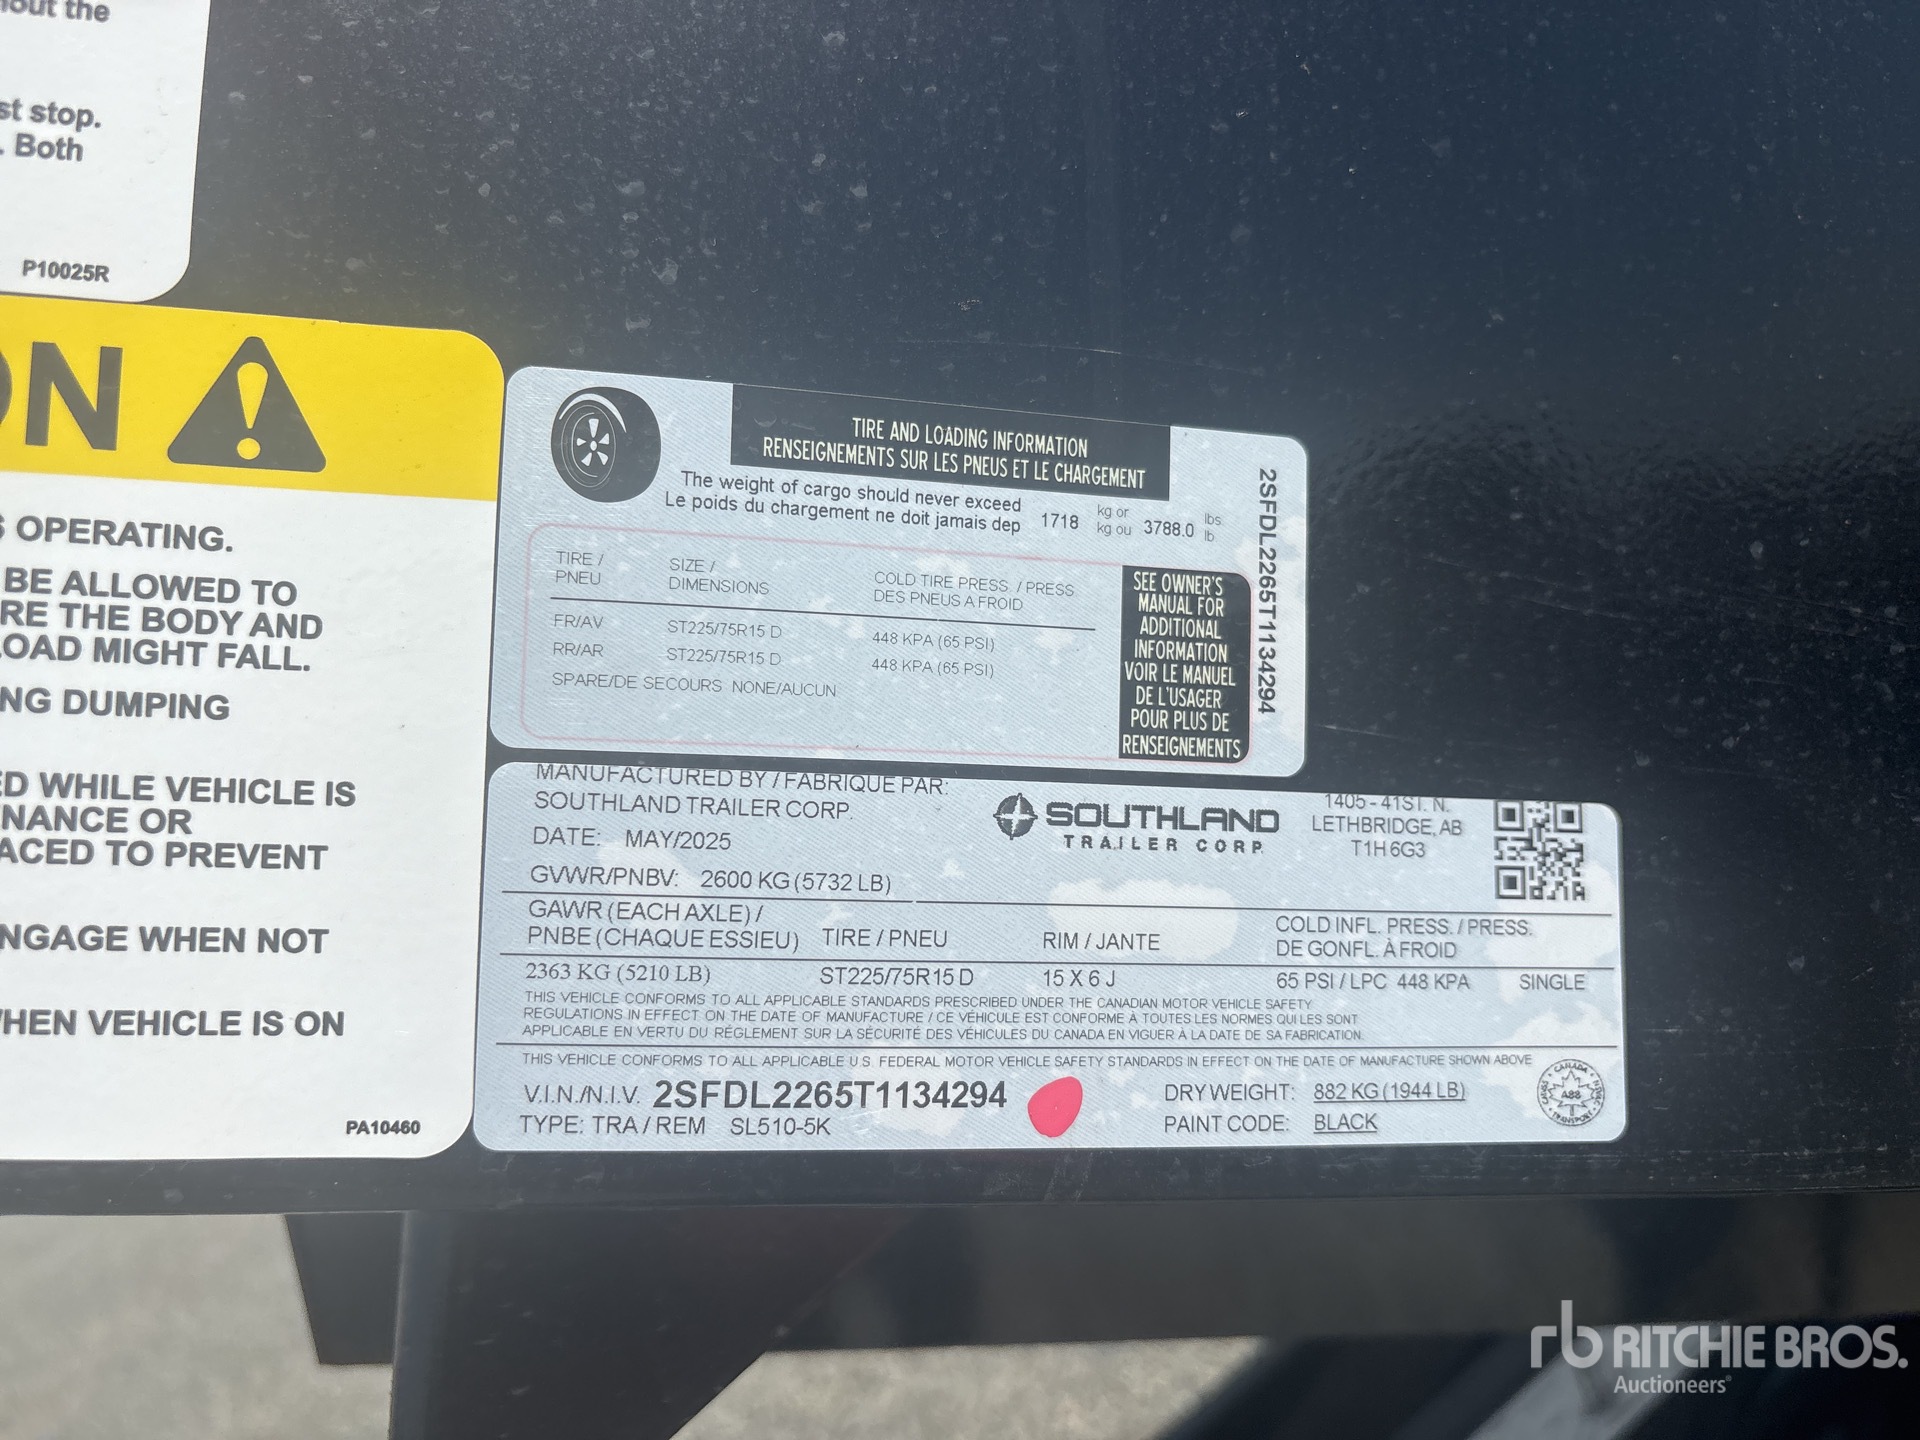 out the
st stop.
. Both
P10025R
ON
OPERATING.
BE ALLOWED TO
RE THE BODY AND
LOAD MIGHT FALL.
NG DUMPING
ED WHILE VEHICLE IS
NANCE OR
ACED TO PREVENT
NGAGE WHEN NOT
WHEN VEHICLE IS ON
PA10460
TIRE AND LOADING INFORMATION
RENSEIGNEMENTS SUR LES PNEUS ET LE CHARGEMENT
The weight of cargo should never exceed
Le poids du chargement ne doit jamais dep
1718 kg or kg ou 3788.0 lbs lb
TIRE / PNEU SIZE / DIMENSIONS COLD TIRE PRESS. / PRESS DES PNEUS A FROID
FR/AV ST225/75R15 D 448 KPA (65 PSI)
RR/AR ST225/75R15 D 448 KPA (65 PSI)
SPARE/DE SECOURS NONE/AUCUN
SEE OWNER'S
MANUAL FOR
ADDITIONAL
INFORMATION
VOIR LE MANUEL
DE L'USAGER
POUR PLUS DE
RENSEIGNEMENTS
2SFDL2265T1134294
MANUFACTURED BY / FABRIQUE PAR:
SOUTHLAND TRAILER CORP.
DATE: MAY/2025
GVWR/PNBV: 2600 KG (5732 LB)
SOUTHLAND
TRAILER CORP.
1405 - 41ST. N.
LETHBRIDGE, AB
T1H 6G3
GAWR (EACH AXLE) /
PNBE (CHAQUE ESSIEU) TIRE / PNEU RIM / JANTE COLD INFL. PRESS. / PRESS. DE GONFL. À FROID
2363 KG (5210 LB) ST225/75R15 D 15 X 6 J 65 PSI / LPC 448 KPA SINGLE
THIS VEHICLE CONFORMS TO ALL APPLICABLE STANDARDS PRESCRIBED UNDER THE CANADIAN MOTOR VEHICLE SAFETY
REGULATIONS IN EFFECT ON THE DATE OF MANUFACTURE / CE VÉHICULE EST CONFORME À TOUTES LES NORMES QUI LES SONT
APPLICABLE EN VERTU DU RÉGLEMENT SUR LA SÉCURITÉ DES VÉHICULES DU CANADA EN VIGUER À LA DATE DE SA FABRICATION.
THIS VEHICLE CONFORMS TO ALL APPLICABLE U.S. FEDERAL MOTOR VEHICLE SAFETY STANDARDS IN EFFECT ON THE DATE OF MANUFACTURE SHOWN ABOVE
V.I.N./N.I.V. 2SFDL2265T1134294 DRY WEIGHT: 882 KG (1944 LB)
TYPE: TRA / REM SL510-5K PAINT CODE: BLACK
CANADA
A88
TRANSPORT
rb RITCHIE BROS.
Auctioneers